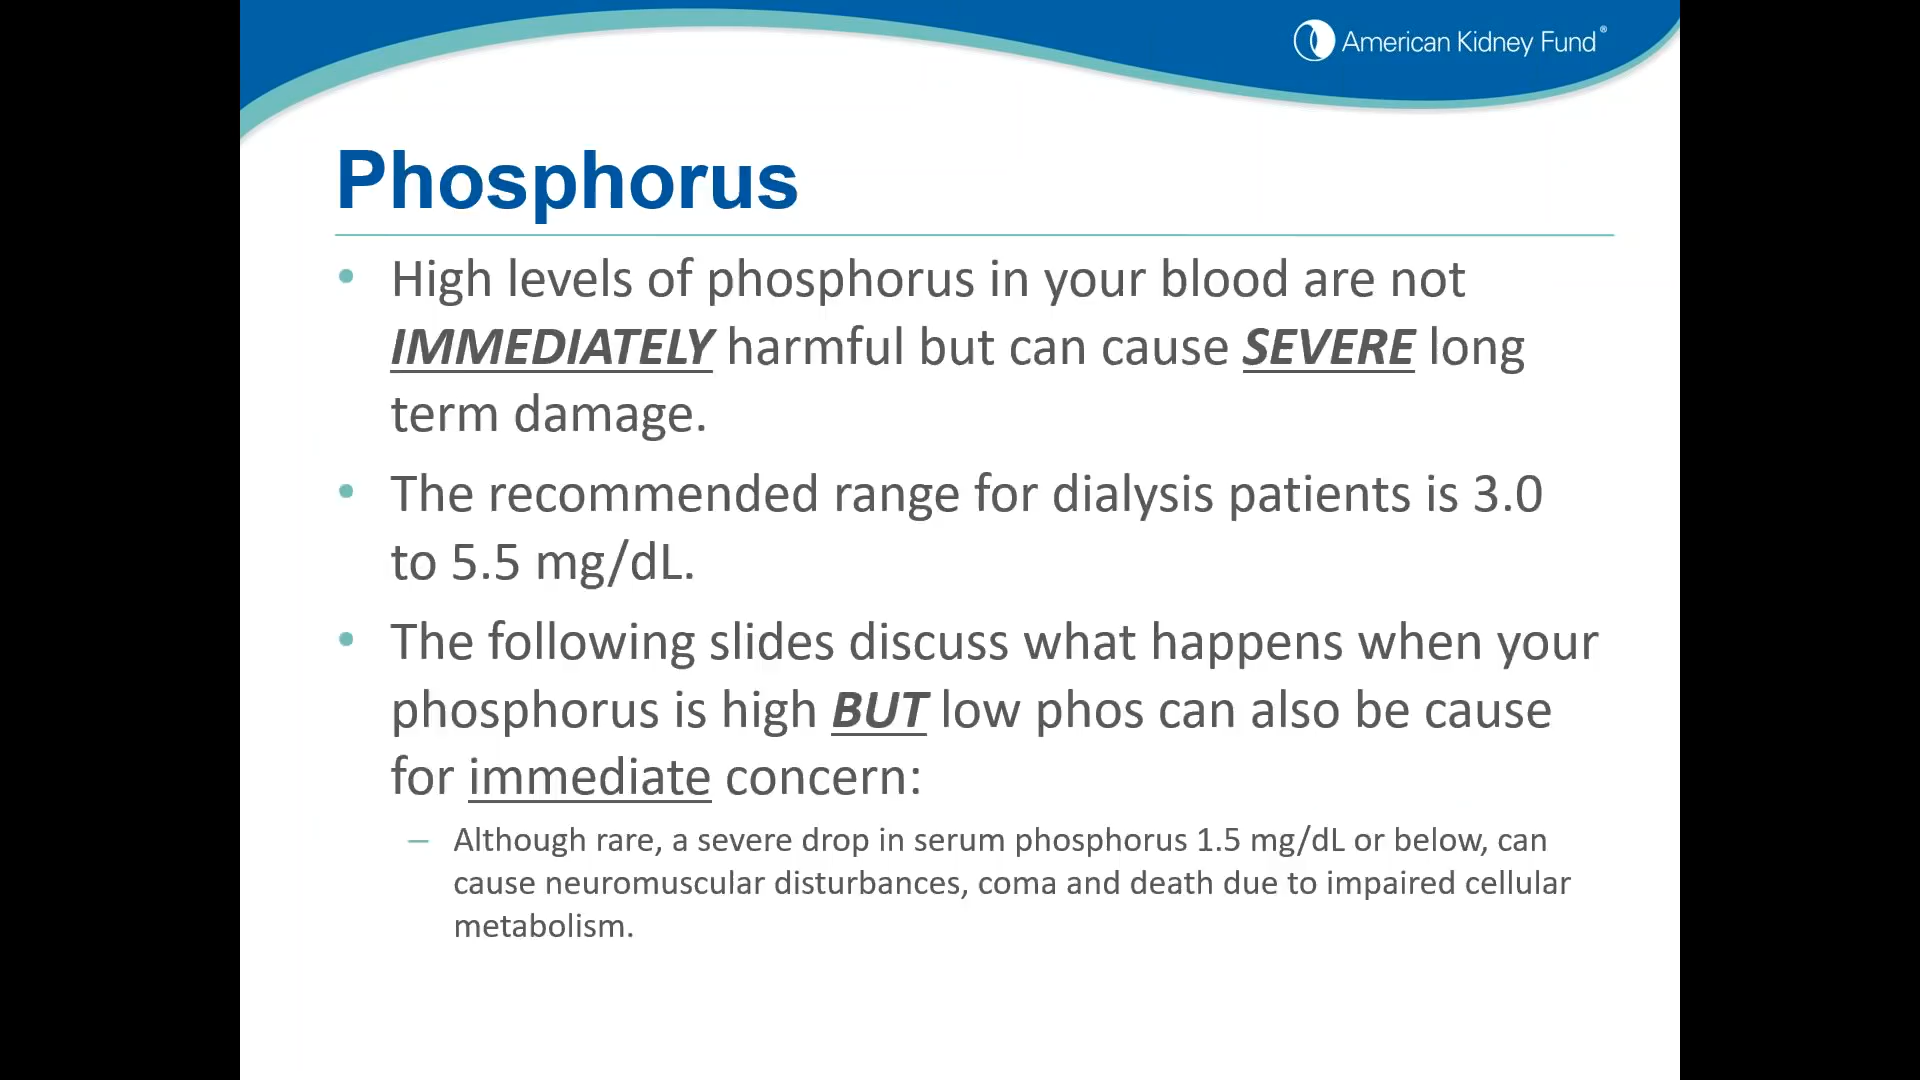 American Kidney Fund®
Phosphorus
• High levels of phosphorus in your blood are not
IMMEDIATELY harmful but can cause SEVERE long
term damage.
• The recommended range for dialysis patients is 3.0
to 5.5 mg/dL.
• The following slides discuss what happens when your
phosphorus is high BUT low phos can also be cause
for immediate concern:
– Although rare, a severe drop in serum phosphorus 1.5 mg/dL or below, can
cause neuromuscular disturbances, coma and death due to impaired cellular
metabolism.